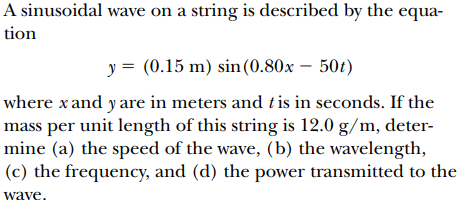 A sinusoidal wave on a string is described by the equa-
tion
y = (0.15 m) sin(0.80x − 50t)
where x and y are in meters and t is in seconds. If the
mass per unit length of this string is 12.0 g/m, deter-
mine (a) the speed of the wave, (b) the wavelength,
(c) the frequency, and (d) the power transmitted to the
wave.